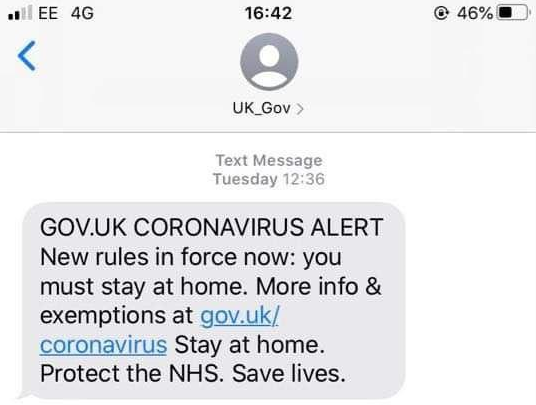 EE 4G 16:42 46%
UK_Gov >
Text Message
Tuesday 12:36
GOV.UK CORONAVIRUS ALERT
New rules in force now: you
must stay at home. More info &
exemptions at gov.uk/
coronavirus Stay at home.
Protect the NHS. Save lives.